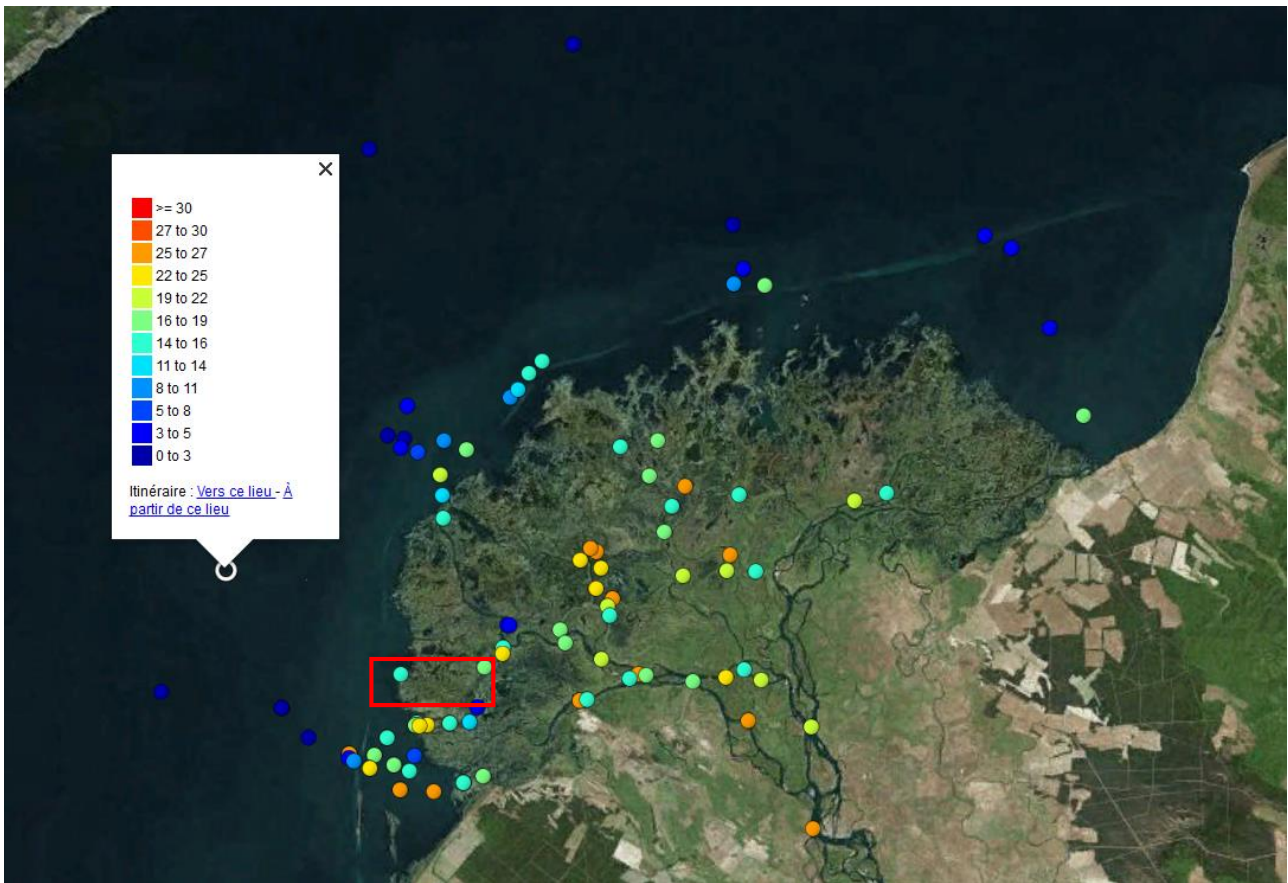 >= 30
27 to 30
25 to 27
22 to 25
19 to 22
16 to 19
14 to 16
11 to 14
8 to 11
5 to 8
3 to 5
0 to 3
Itinéraire : Vers ce lieu - À
partir de ce lieu